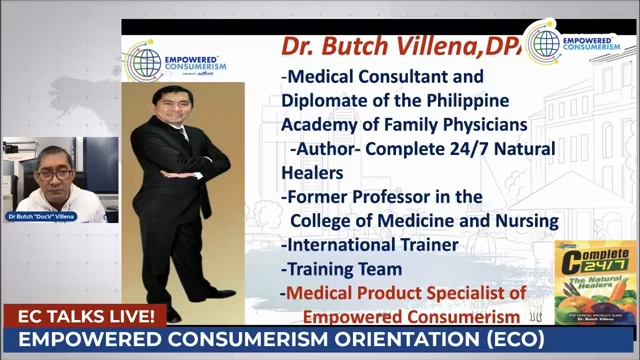 Dr. Butch Villena,DP
EMPOWERED
CONSUMERISM
EMPOWERED
CONSUMERISM
-Medical Consultant and
Diplomate of the Philippine
Academy of Family Physicians
-Author- Complete 24/7 Natural
Healers
-Former Professor in the
College of Medicine and Nursing
-International Trainer
-Training Team
-Medical Product Specialist of
Empowered Consumerism
Dr Butch "DocV" Villena
Complete
24/7
The Natural
Healers
Dr. Butch Villena
EC TALKS LIVE!
EMPOWERED CONSUMERISM ORIENTATION (ECO)